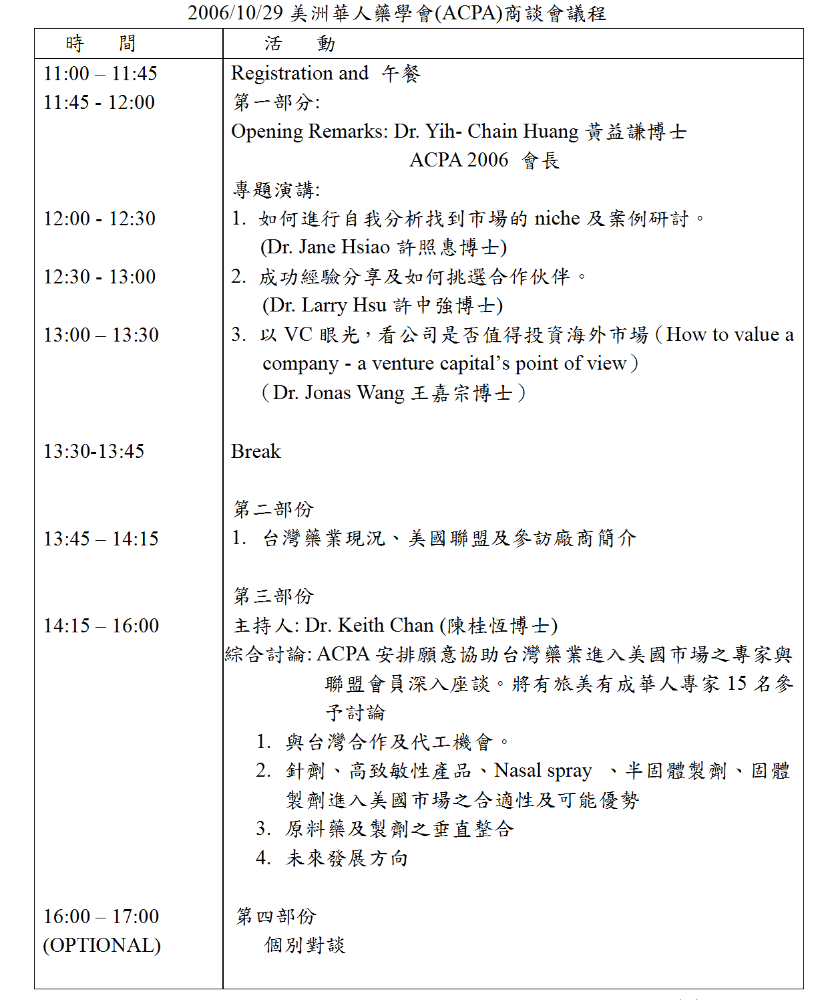 2006/10/29 美洲華人藥學會(ACPA)商談會議程
時 間 活 動
11:00 – 11:45 Registration and 午餐
11:45 - 12:00 第一部分:
Opening Remarks: Dr. Yih- Chain Huang 黃益謙博士
ACPA 2006 會長
專題演講:
12:00 - 12:30 1. 如何進行自我分析找到市場的 niche 及案例研討。
(Dr. Jane Hsiao 許照惠博士)
12:30 - 13:00 2. 成功經驗分享及如何挑選合作伙伴。
(Dr. Larry Hsu 許中強博士)
13:00 – 13:30 3. 以 VC 眼光，看公司是否值得投資海外市場（How to value a
company - a venture capital’s point of view）
（Dr. Jonas Wang 王嘉宗博士）
13:30-13:45 Break
第二部份
13:45 – 14:15 1. 台灣藥業現況、美國聯盟及參訪廠商簡介
第三部份
14:15 – 16:00 主持人: Dr. Keith Chan (陳桂恆博士)
綜合討論: ACPA 安排願意協助台灣藥業進入美國市場之專家與
聯盟會員深入座談。將有旅美有成華人專家 15 名參
予討論
1. 與台灣合作及代工機會。
2. 針劑、高致敏性產品、Nasal spray 、半固體製劑、固體
製劑進入美國市場之合適性及可能優勢
3. 原料藥及製劑之垂直整合
4. 未來發展方向
16:00 – 17:00 第四部份
(OPTIONAL) 個別對談